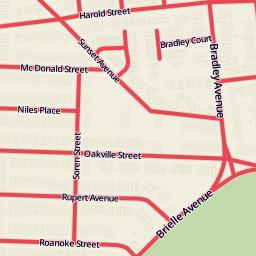 Harold Street
Sunset Avenue
Bradley Court
Bradley Avenue
Mc Donald Street
Niles Place
Soren Street
Oakville Street
Rupert Avenue
Brielle Avenue
Roanoke Street